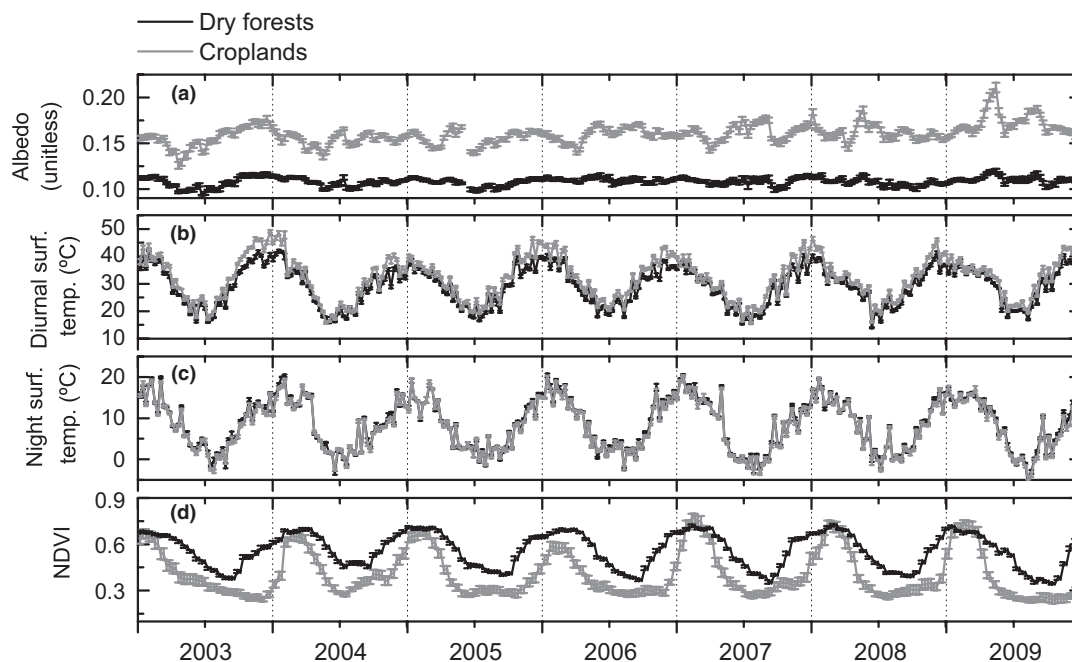 Dry forests
Croplands
(a)
0.20
0.15
0.10
Albedo
(unitless)
(b)
50
40
30
20
10
Diurnal surf.
temp. (ºC)
(c)
20
10
0
Night surf.
temp. (ºC)
(d)
0.9
0.6
0.3
NDVI
2003 2004 2005 2006 2007 2008 2009